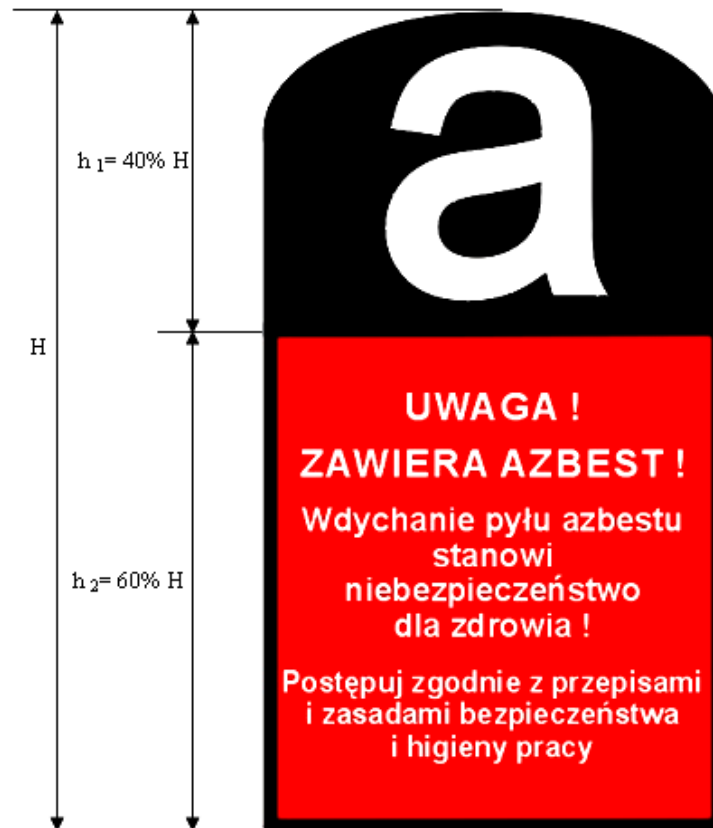 a
h 1= 40% H
H
h 2= 60% H
UWAGA !
ZAWIERA AZBEST !
Wdychanie pyłu azbestu
stanowi
niebezpieczeństwo
dla zdrowia !
Postępuj zgodnie z przepisami
i zasadami bezpieczeństwa
i higieny pracy